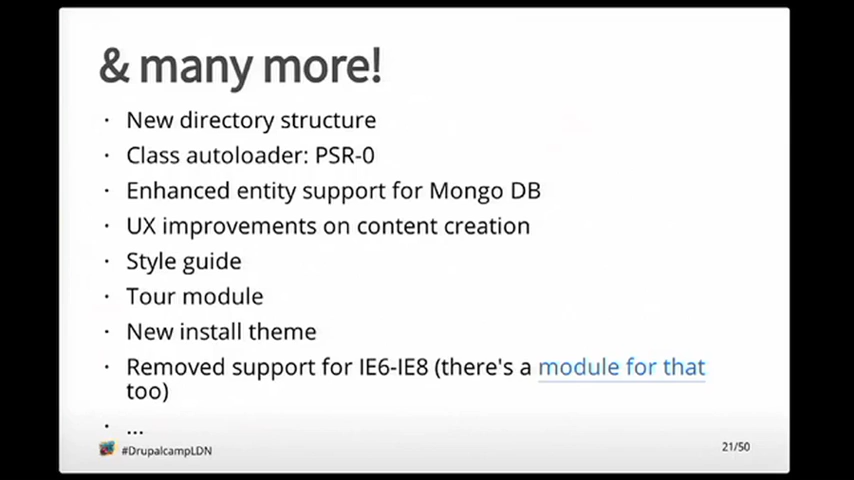 & many more!
· New directory structure
· Class autoloader: PSR-0
· Enhanced entity support for Mongo DB
· UX improvements on content creation
· Style guide
· Tour module
· New install theme
· Removed support for IE6-IE8 (there's a module for that
too)
· ...
#DrupalcampLDN
21/50